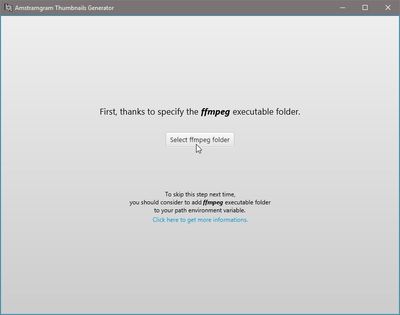 Amstramgram Thumbnails Generator
First, thanks to specify the ffmpeg executable folder.
Select ffmpeg folder
To skip this step next time,
you should consider to add ffmpeg executable folder
to your path environment variable.
Click here to get more informations.